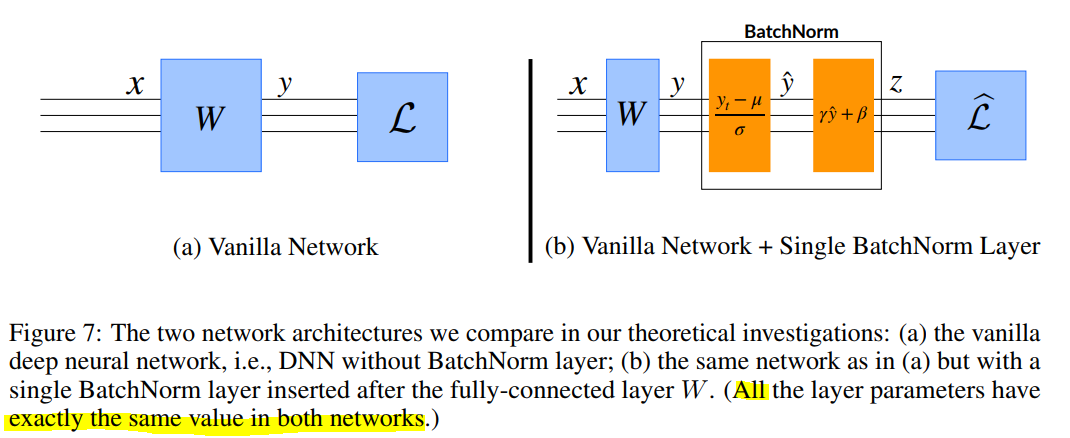 BatchNorm
x W y ℒ
x W y (y_t − μ)/σ ŷ γŷ + β z ℒ̂
(a) Vanilla Network
(b) Vanilla Network + Single BatchNorm Layer
Figure 7: The two network architectures we compare in our theoretical investigations: (a) the vanilla
deep neural network, i.e., DNN without BatchNorm layer; (b) the same network as in (a) but with a
single BatchNorm layer inserted after the fully-connected layer W. (All the layer parameters have
exactly the same value in both networks.)